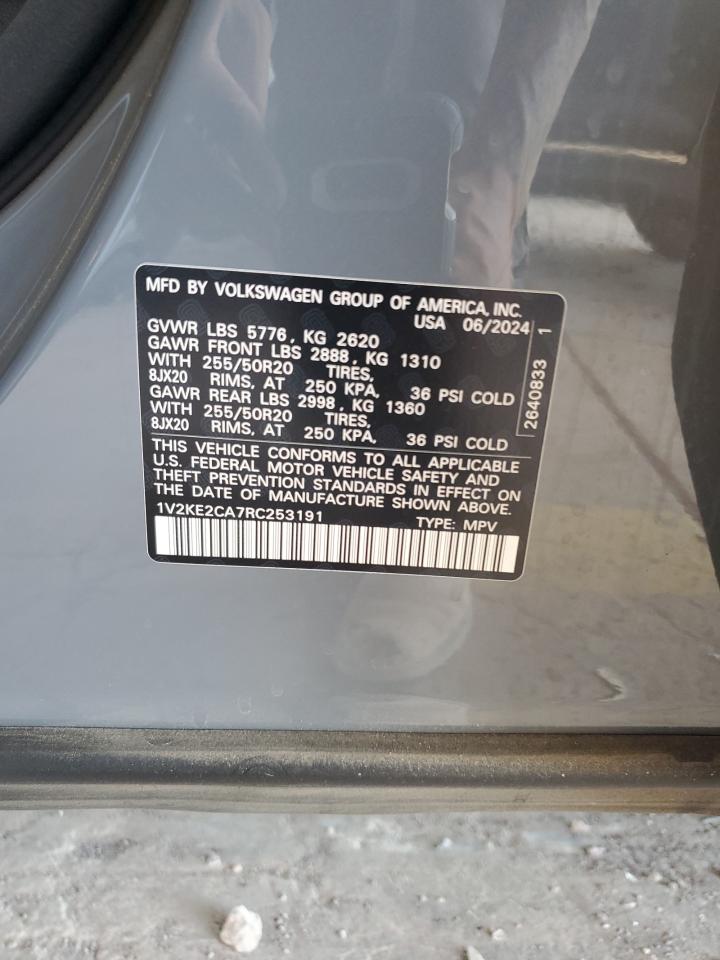 MFD BY VOLKSWAGEN GROUP OF AMERICA, INC.
USA 06/2024
GVWR LBS 5776, KG 2620
GAWR FRONT LBS 2888, KG 1310
WITH 255/50R20 TIRES,
8JX20 RIMS, AT 250 KPA, 36 PSI COLD
GAWR REAR LBS 2998, KG 1360
WITH 255/50R20 TIRES,
8JX20 RIMS, AT 250 KPA, 36 PSI COLD
2640833 1
THIS VEHICLE CONFORMS TO ALL APPLICABLE
U.S. FEDERAL MOTOR VEHICLE SAFETY AND
THEFT PREVENTION STANDARDS IN EFFECT ON
THE DATE OF MANUFACTURE SHOWN ABOVE.
1V2KE2CA7RC253191 TYPE: MPV